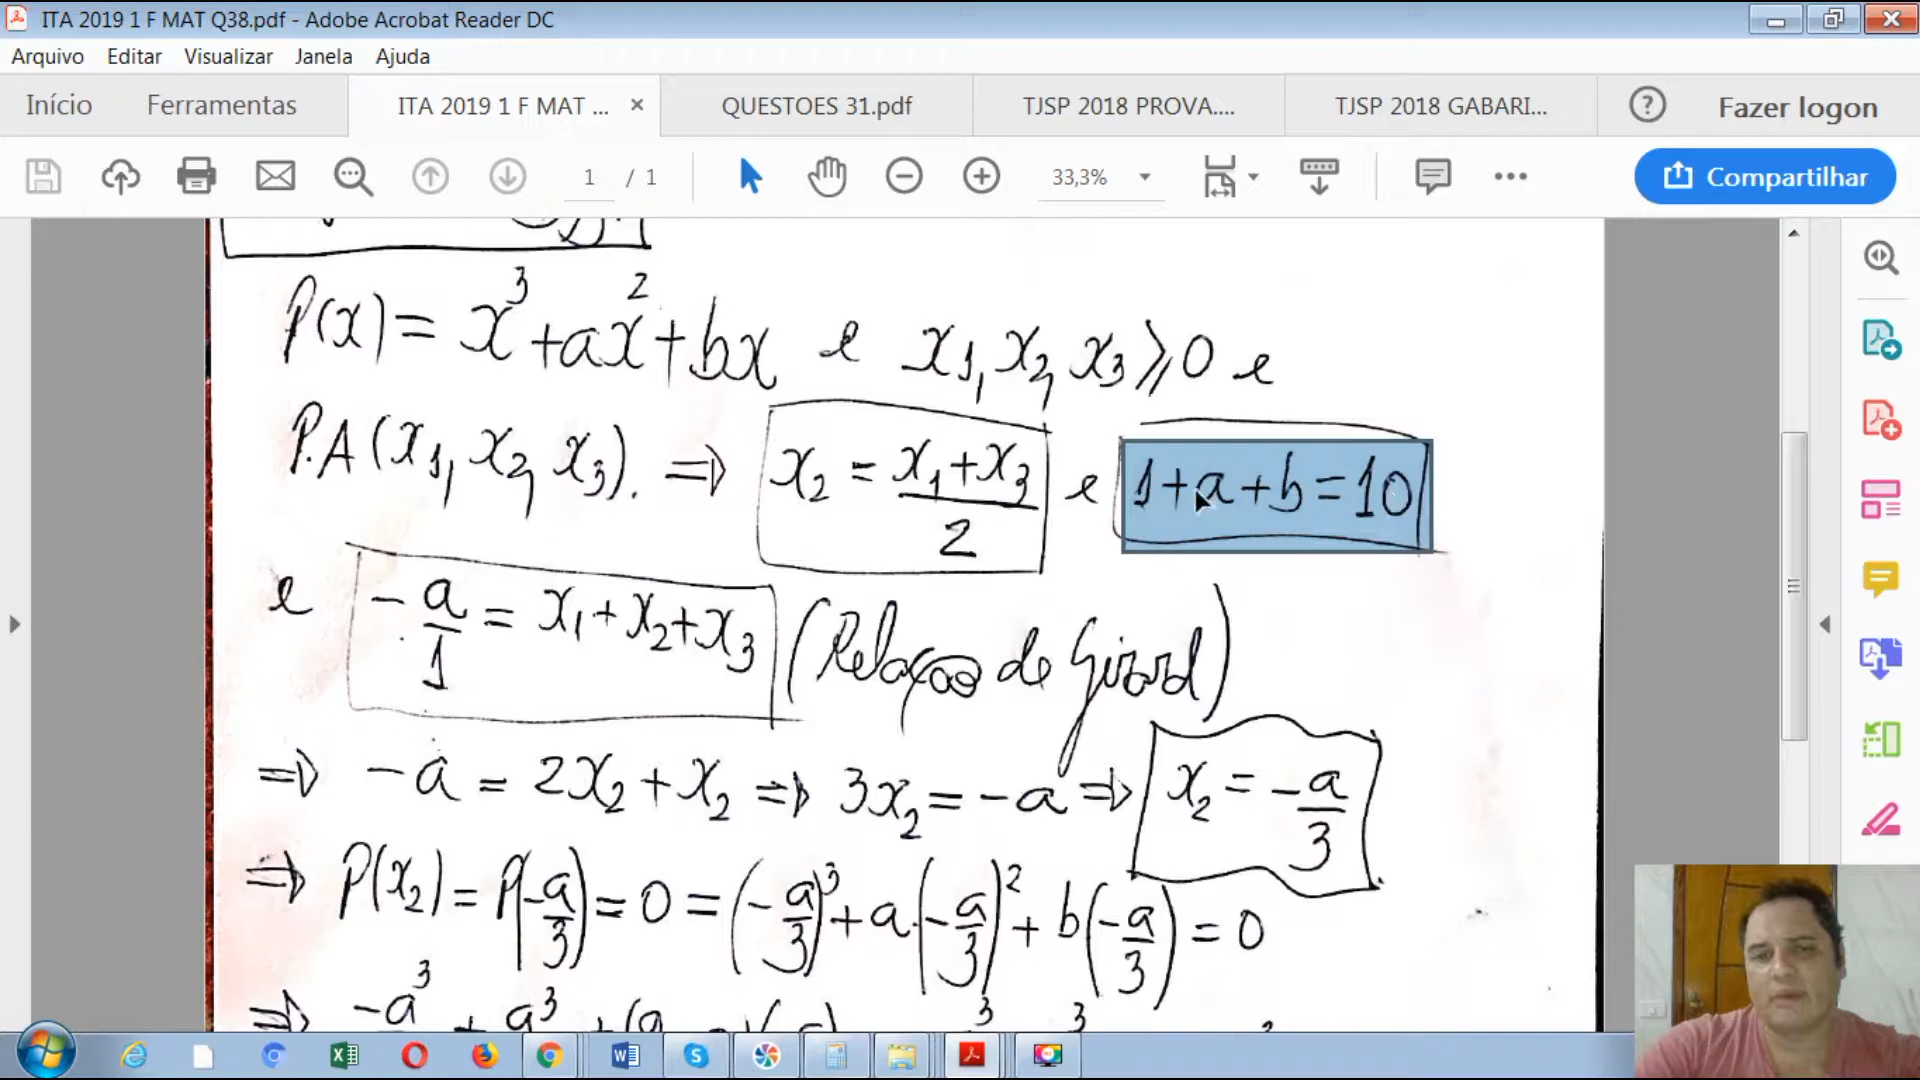 ITA 2019 1 F MAT Q38.pdf - Adobe Acrobat Reader DC
Arquivo Editar Visualizar Janela Ajuda
Início Ferramentas ITA 2019 1 F MAT ... × QUESTOES 31.pdf TJSP 2018 PROVA.... TJSP 2018 GABARI... Fazer logon
1 / 1 33,3% Compartilhar
P(x) = x³ + ax² + bx e x₁, x₂, x₃ ⩾ 0 e
P.A (x₁, x₂, x₃). ⇒ x₂ = (x₁+x₃)/2 e 1+a+b=10
e -a/1 = x₁+x₂+x₃ (Relaços de Girard)
⇒ -a = 2x₂+x₂ ⇒ 3x₂ = -a ⇒ x₂ = -a/3
⇒ P(x₂) = P(-a/3) = 0 = (-a/3)³ + a.(-a/3)² + b(-a/3) = 0
⇒ -a³ + a³